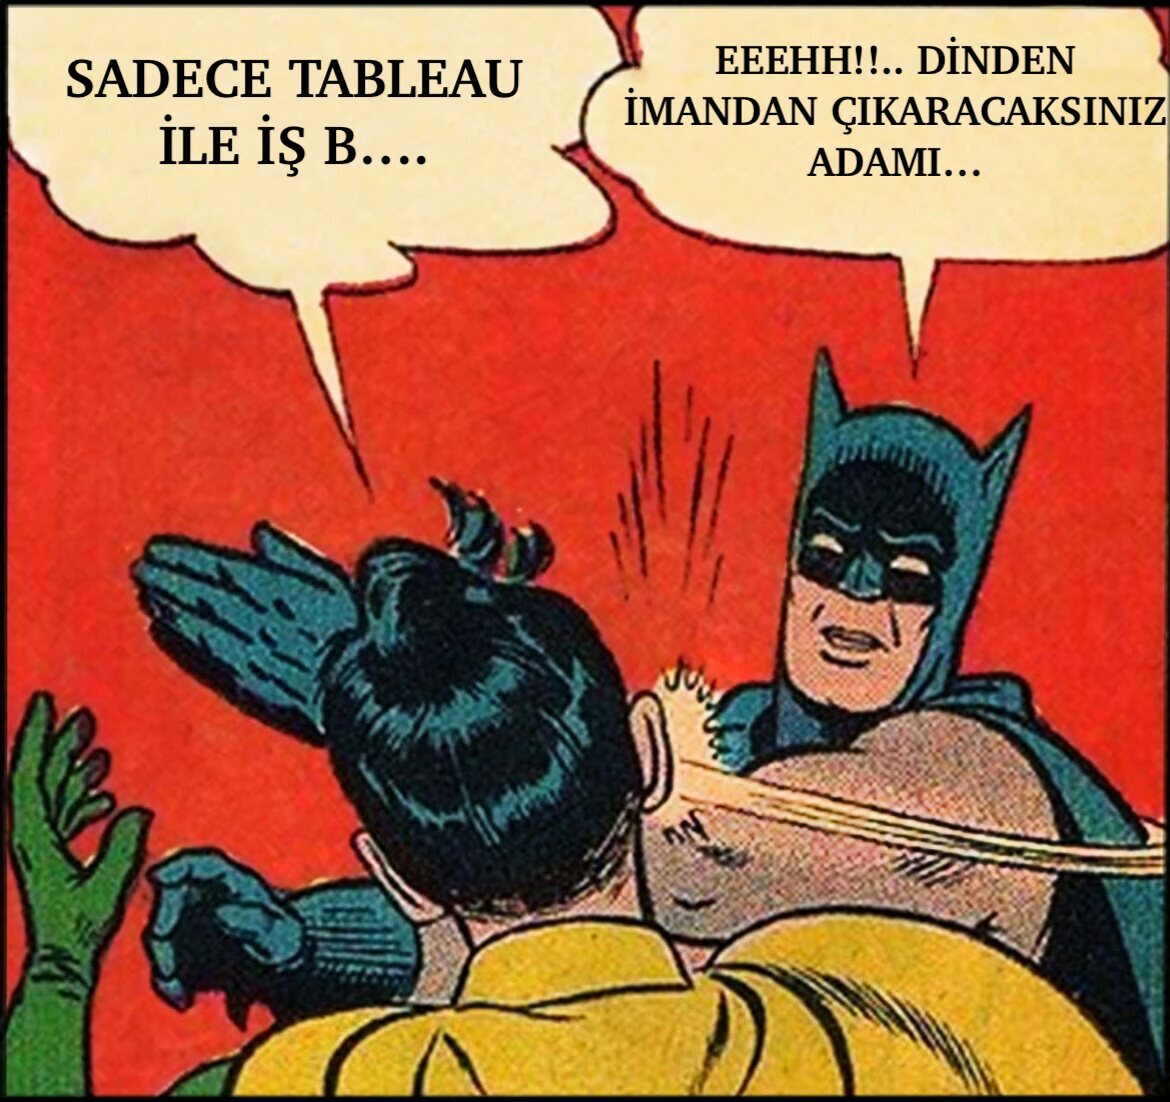 SADECE TABLEAU
İLE İŞ B....
EEEHH!!.. DİNDEN
İMANDAN ÇIKARACAKSINIZ
ADAMI...